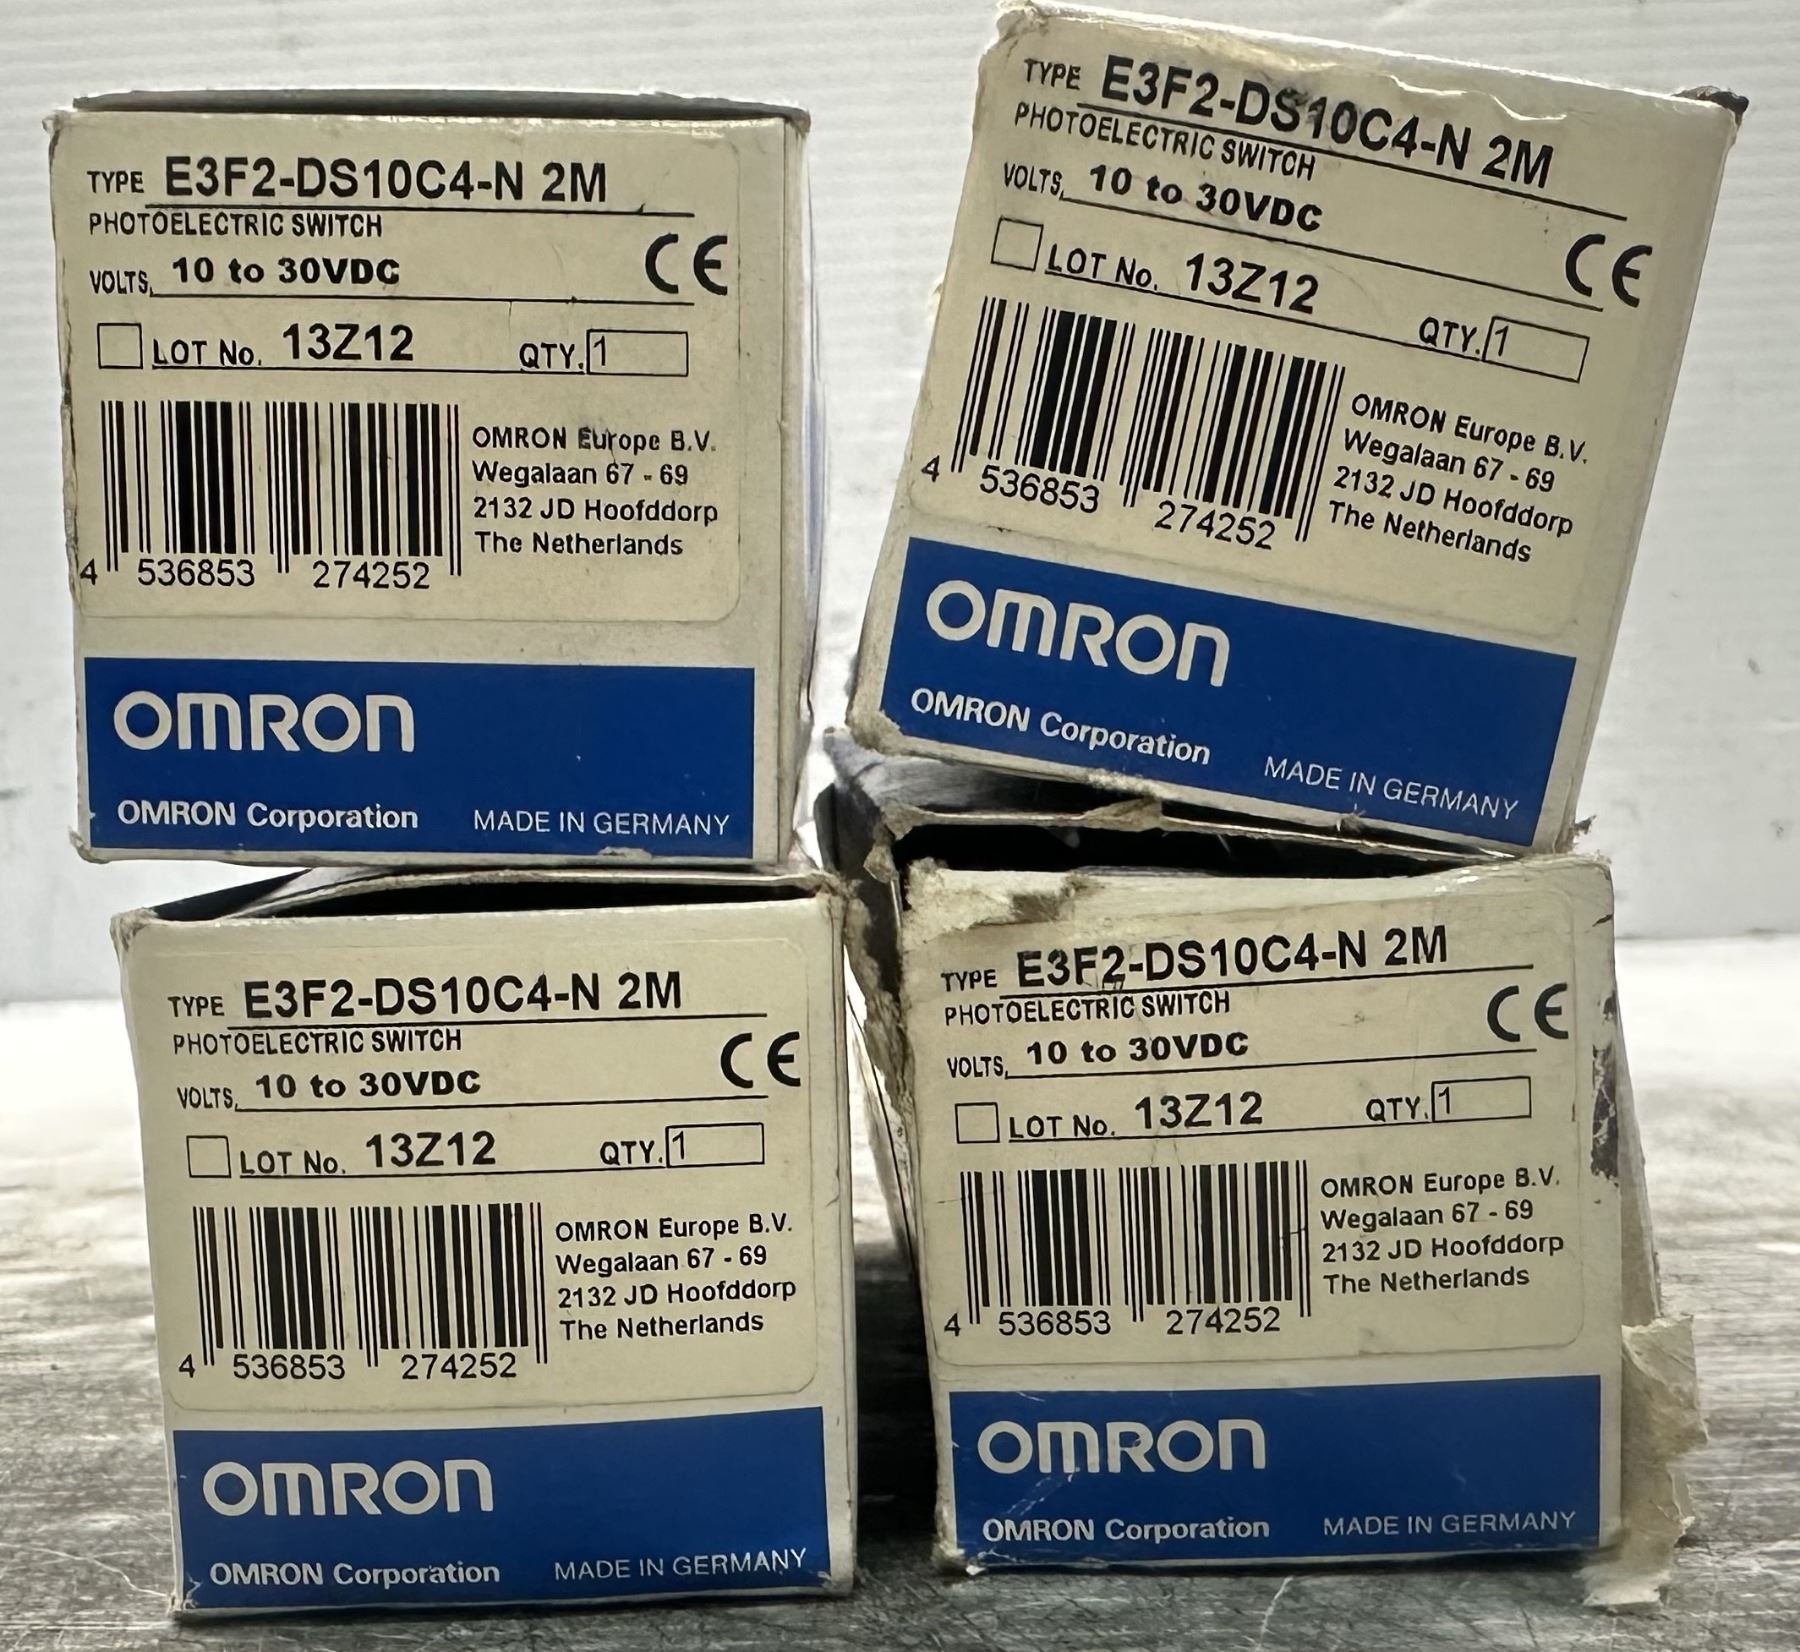 TYPE E3F2-DS10C4-N 2M
PHOTOELECTRIC SWITCH
VOLTS, 10 to 30VDC
CE
LOT No. 13Z12 QTY. 1
OMRON Europe B.V.
Wegalaan 67 - 69
2132 JD Hoofddorp
The Netherlands
4 536853 274252
OMRON
OMRON Corporation MADE IN GERMANY
TYPE E3F2-DS10C4-N 2M
PHOTOELECTRIC SWITCH
VOLTS, 10 to 30VDC
CE
LOT No. 13Z12 QTY. 1
OMRON Europe B.V.
Wegalaan 67 - 69
2132 JD Hoofddorp
The Netherlands
4 536853 274252
OMRON
OMRON Corporation MADE IN GERMANY
TYPE E3F2-DS10C4-N 2M
PHOTOELECTRIC SWITCH
VOLTS, 10 to 30VDC
CE
LOT No. 13Z12 QTY. 1
OMRON Europe B.V.
Wegalaan 67 - 69
2132 JD Hoofddorp
The Netherlands
4 536853 274252
OMRON
OMRON Corporation MADE IN GERMANY
TYPE E3F2-DS10C4-N 2M
PHOTOELECTRIC SWITCH
VOLTS, 10 to 30VDC
CE
LOT No. 13Z12 QTY. 1
OMRON Europe B.V.
Wegalaan 67 - 69
2132 JD Hoofddorp
The Netherlands
4 536853 274252
OMRON
OMRON Corporation MADE IN GERMANY